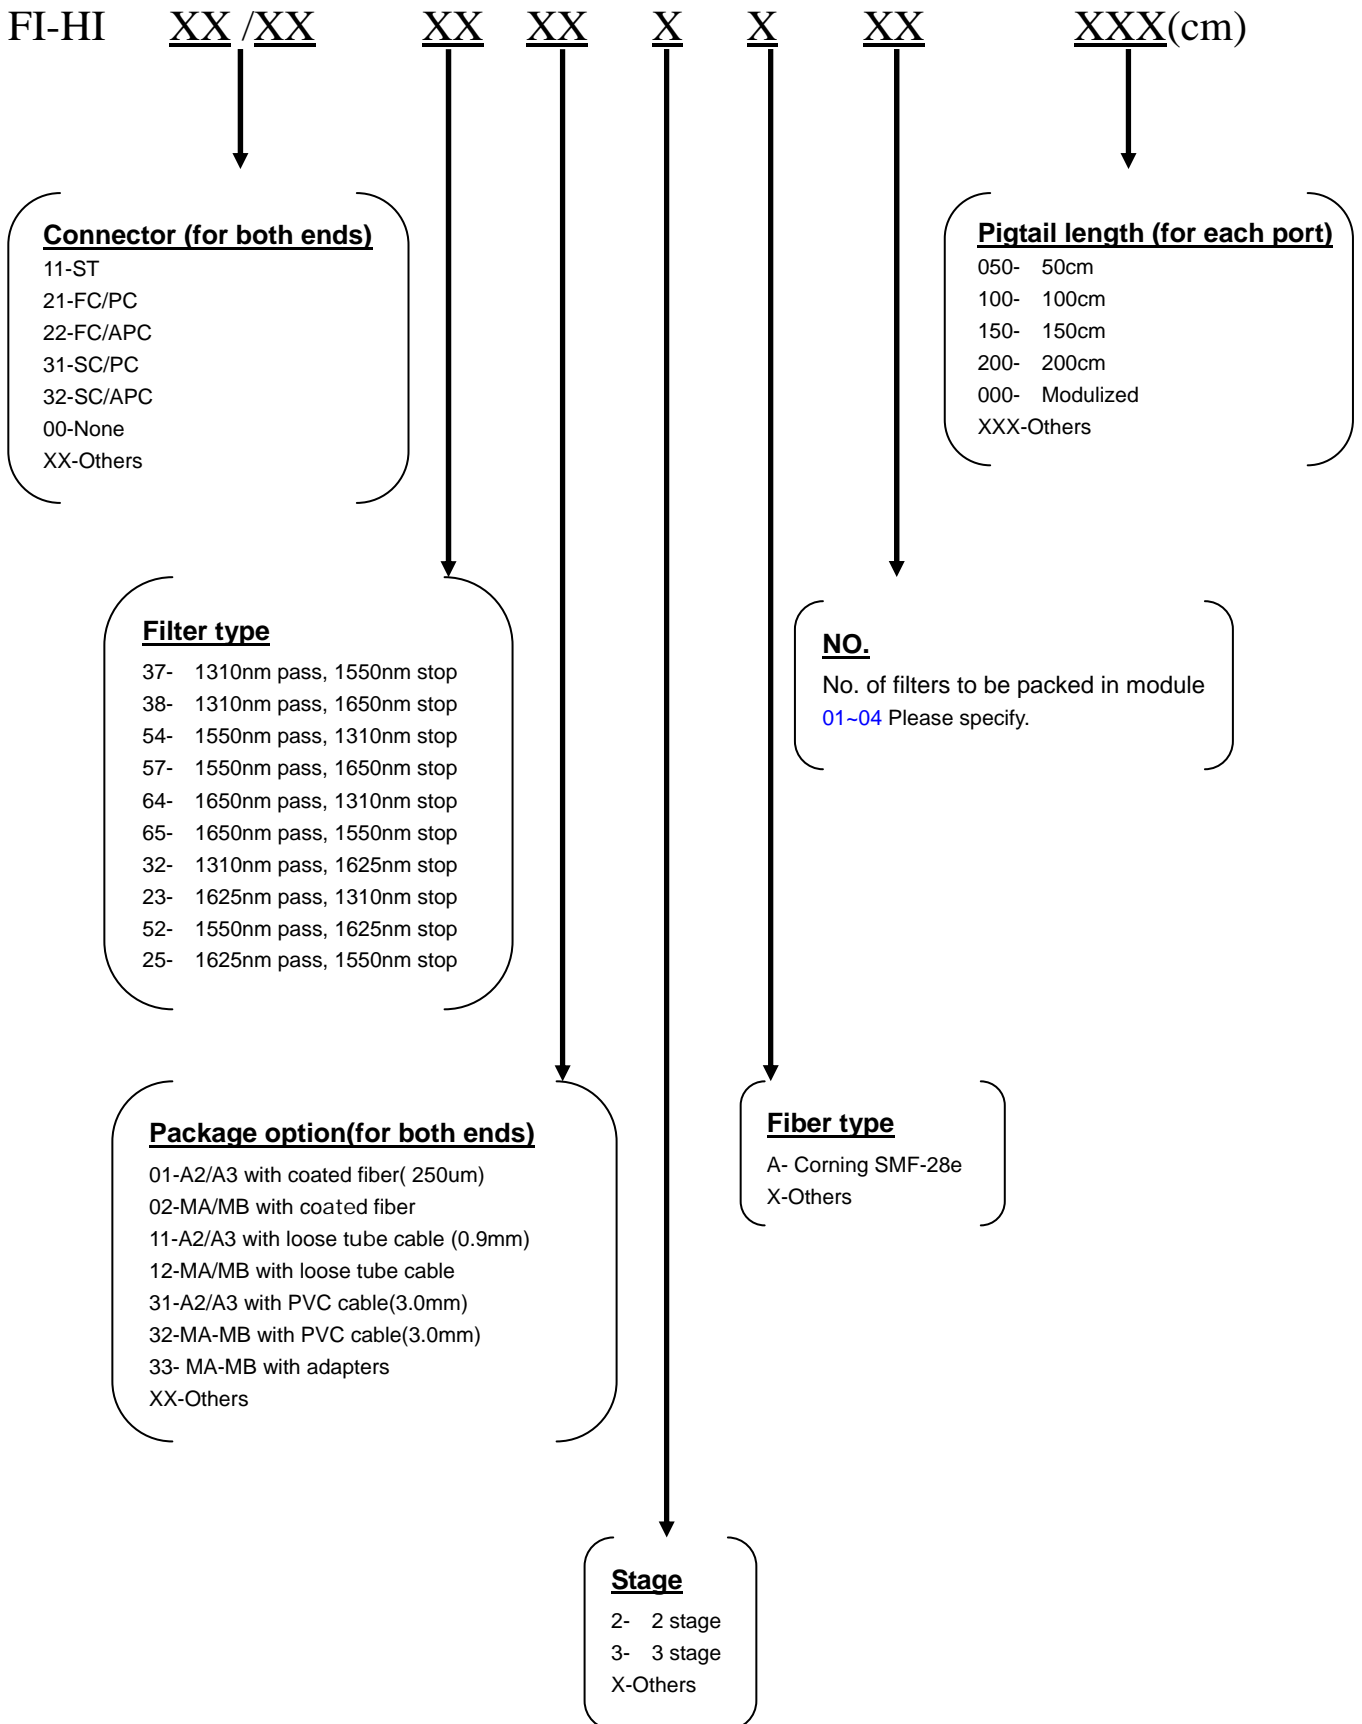 FI-HI XX /XX XX XX X X XX XXX(cm)
Connector (for both ends)
11-ST
21-FC/PC
22-FC/APC
31-SC/PC
32-SC/APC
00-None
XX-Others
Pigtail length (for each port)
050- 50cm
100- 100cm
150- 150cm
200- 200cm
000- Modulized
XXX-Others
Filter type
37- 1310nm pass, 1550nm stop
38- 1310nm pass, 1650nm stop
54- 1550nm pass, 1310nm stop
57- 1550nm pass, 1650nm stop
64- 1650nm pass, 1310nm stop
65- 1650nm pass, 1550nm stop
32- 1310nm pass, 1625nm stop
23- 1625nm pass, 1310nm stop
52- 1550nm pass, 1625nm stop
25- 1625nm pass, 1550nm stop
NO.
No. of filters to be packed in module
01~04 Please specify.
Package option(for both ends)
01-A2/A3 with coated fiber( 250um)
02-MA/MB with coated fiber
11-A2/A3 with loose tube cable (0.9mm)
12-MA/MB with loose tube cable
31-A2/A3 with PVC cable(3.0mm)
32-MA-MB with PVC cable(3.0mm)
33- MA-MB with adapters
XX-Others
Fiber type
A- Corning SMF-28e
X-Others
Stage
2- 2 stage
3- 3 stage
X-Others